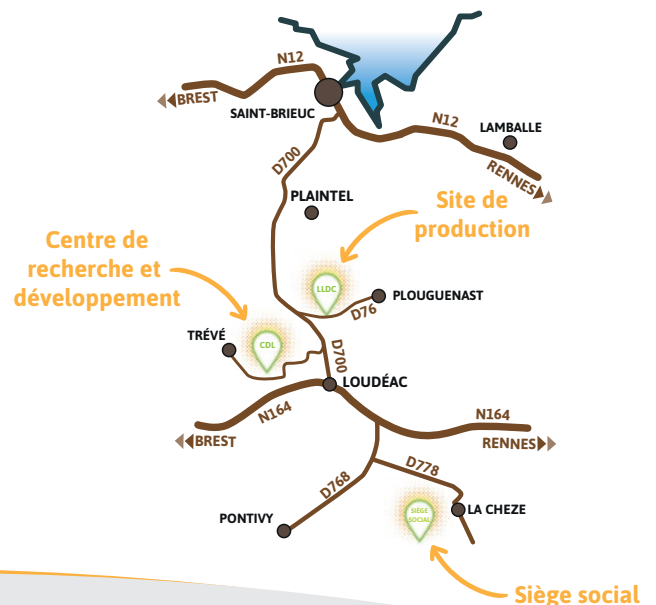 N12
BREST
SAINT-BRIEUC
N12
LAMBALLE
RENNES
D700
PLAINTEL
Site de
production
Centre de
recherche et
développement
LLDC
PLOUGUENAST
D76
TRÉVÉ
CDL
D700
LOUDÉAC
N164
BREST
N164
RENNES
D778
D768
PONTIVY
SIÈGE
SOCIAL
LA CHEZE
Siège social